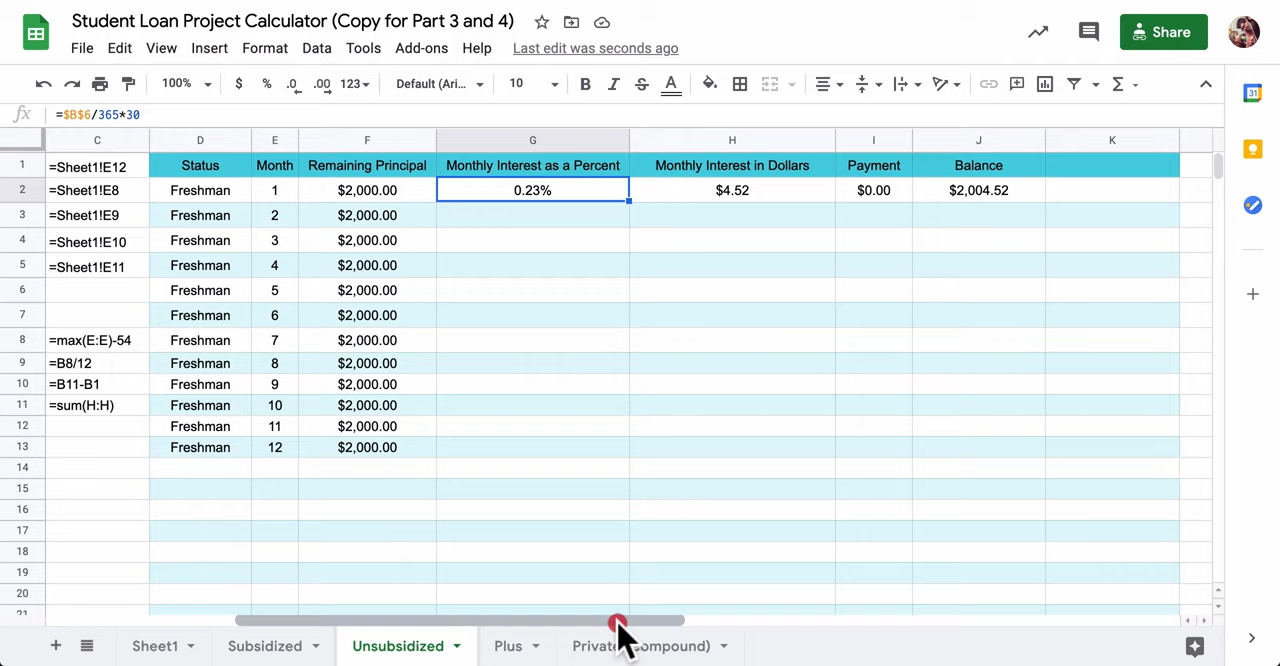 Student Loan Project Calculator (Copy for Part 3 and 4)
File Edit View Insert Format Data Tools Add-ons Help Last edit was seconds ago
Share
100% $ % .0 .00 123 Default (Ari... 10 B I S A
31
fx =$B$6/365*30
C D E F G H I J K
1 =Sheet1!E12 Status Month Remaining Principal Monthly Interest as a Percent Monthly Interest in Dollars Payment Balance
2 =Sheet1!E8 Freshman 1 $2,000.00 0.23% $4.52 $0.00 $2,004.52
3 =Sheet1!E9 Freshman 2 $2,000.00
4 =Sheet1!E10 Freshman 3 $2,000.00
5 =Sheet1!E11 Freshman 4 $2,000.00
6 Freshman 5 $2,000.00
7 Freshman 6 $2,000.00
8 =max(E:E)-54 Freshman 7 $2,000.00
9 =B8/12 Freshman 8 $2,000.00
10 =B11-B1 Freshman 9 $2,000.00
11 =sum(H:H) Freshman 10 $2,000.00
12 Freshman 11 $2,000.00
13 Freshman 12 $2,000.00
14
15
16
17
18
19
20
21
Sheet1 Subsidized Unsubsidized Plus